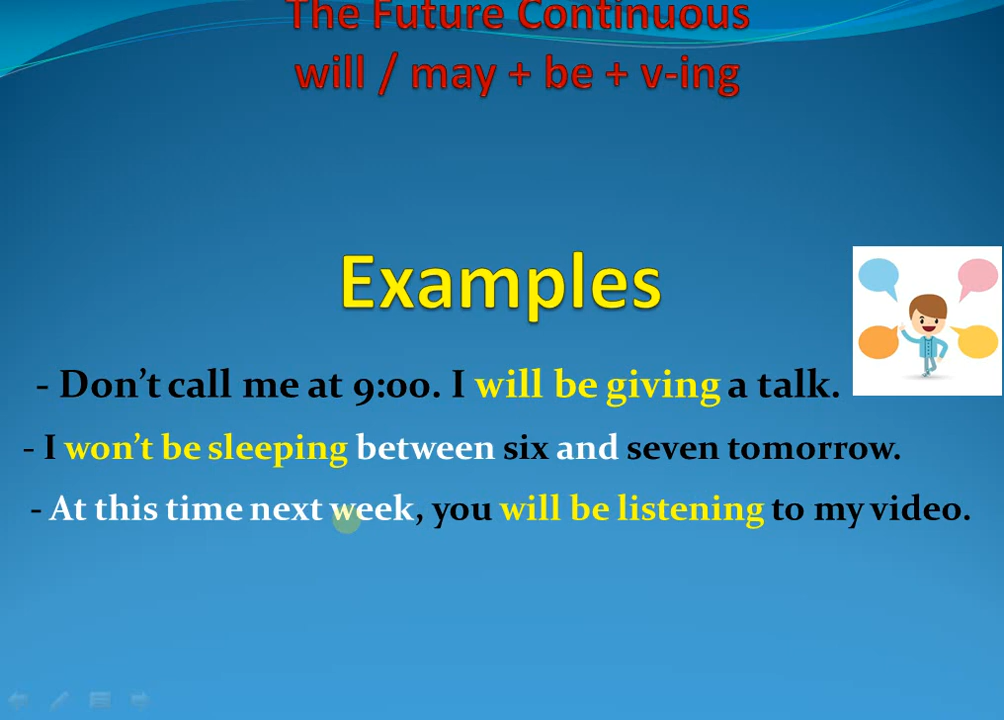 The Future Continuous
will / may + be + v-ing
Examples
- Don't call me at 9:00. I will be giving a talk.
- I won't be sleeping between six and seven tomorrow.
- At this time next week, you will be listening to my video.